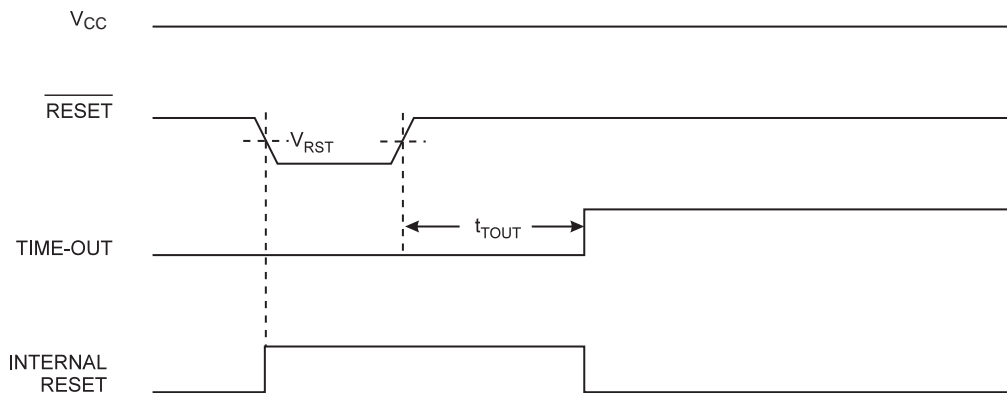 VCC
RESET
VRST
tTOUT
TIME-OUT
INTERNAL
RESET